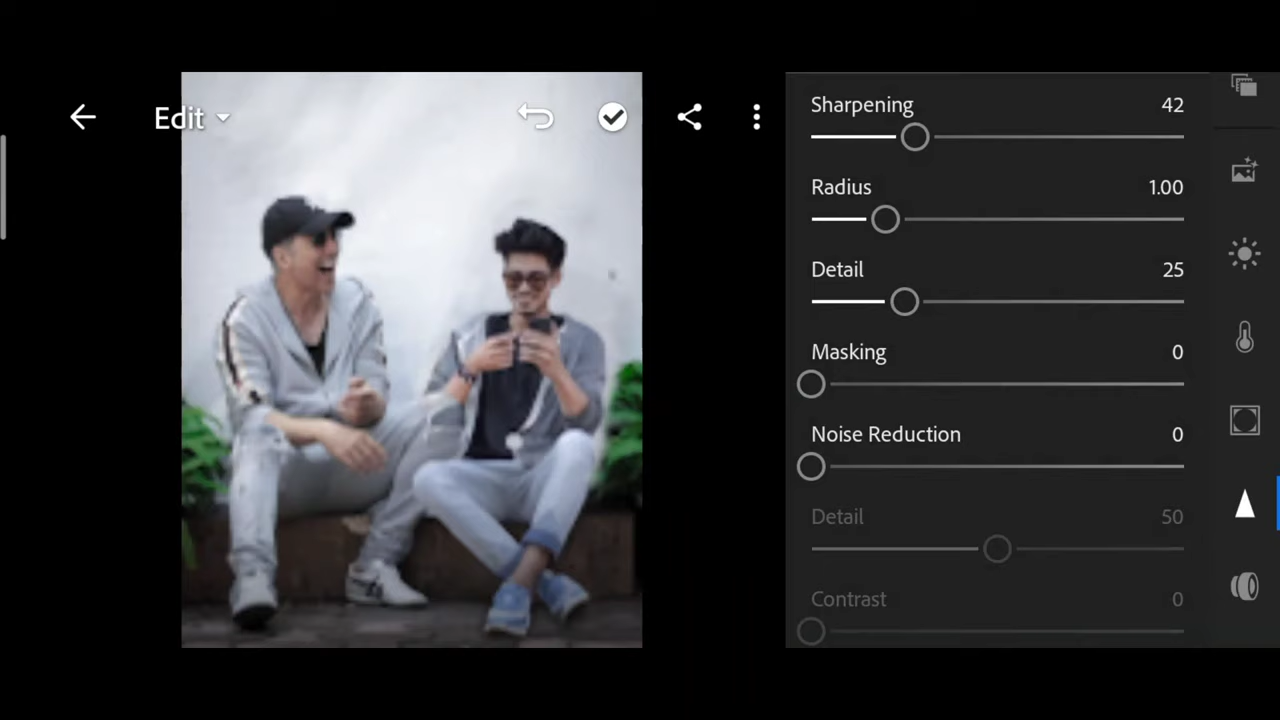 Edit
Sharpening 42
Radius 1.00
Detail 25
Masking 0
Noise Reduction 0
Detail 50
Contrast 0